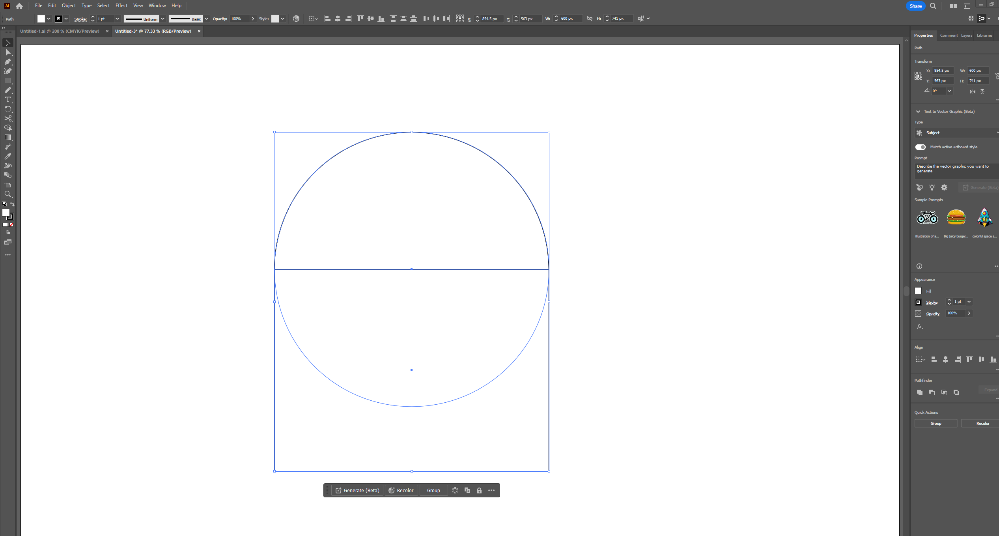 Ai File Edit Object Type Select Effect View Window Help Share
Path Stroke: 1 pt Uniform Basic Opacity: 100% Style: X: 854.5 px Y: 563 px W: 600 px H: 741 px
Untitled-1.ai @ 200 % (CMYK/Preview) × Untitled-3* @ 77.33 % (RGB/Preview) ×
Properties Comment Layers Libraries
Path
Transform
X: 854.5 px W: 600 px
Y: 563 px H: 741 px
0°
Text to Vector Graphic (Beta)
Type
Subject
Match active artboard style
Prompt
Describe the vector graphic you want to
generate
Generate (Beta)
Sample Prompts
Illustration of a... Big juicy burger... colorful space s...
Appearance
Fill
Stroke 1 pt
Opacity 100%
fx.
Align
Pathfinder
Expand
Quick Actions
Group Recolor
Generate (Beta) Recolor Group